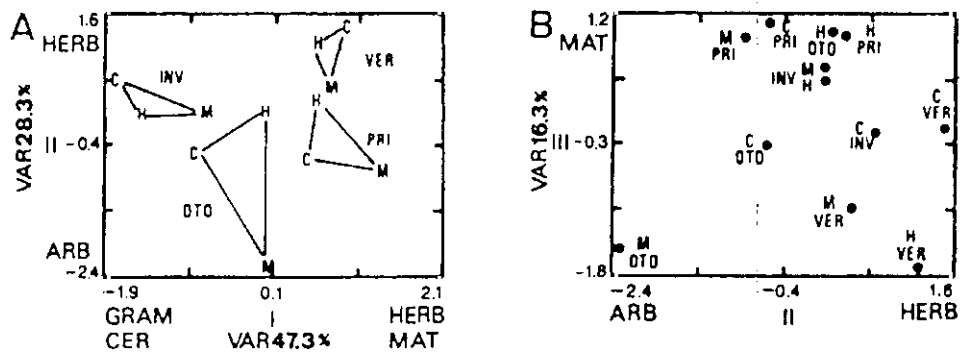 A
1.6
HERB
C
H
VER
M
C
INV
H
M
H
H
PRI
C
C
M
OTO
M
VAR28.3%
II -0.4
ARB
-2.4
-1.9
0.1
2.1
GRAM
I
HERB
CER
VAR47.3%
MAT
B
1.2
MAT
M
PRI
C
PRI
H
OTO
H
PRI
M
INV
H
C
VER
C
OTO
C
INV
M
VER
M
OTO
H
VER
VAR16.3%
III -0.3
-1.8
-2.4
-0.4
1.6
ARB
II
HERB